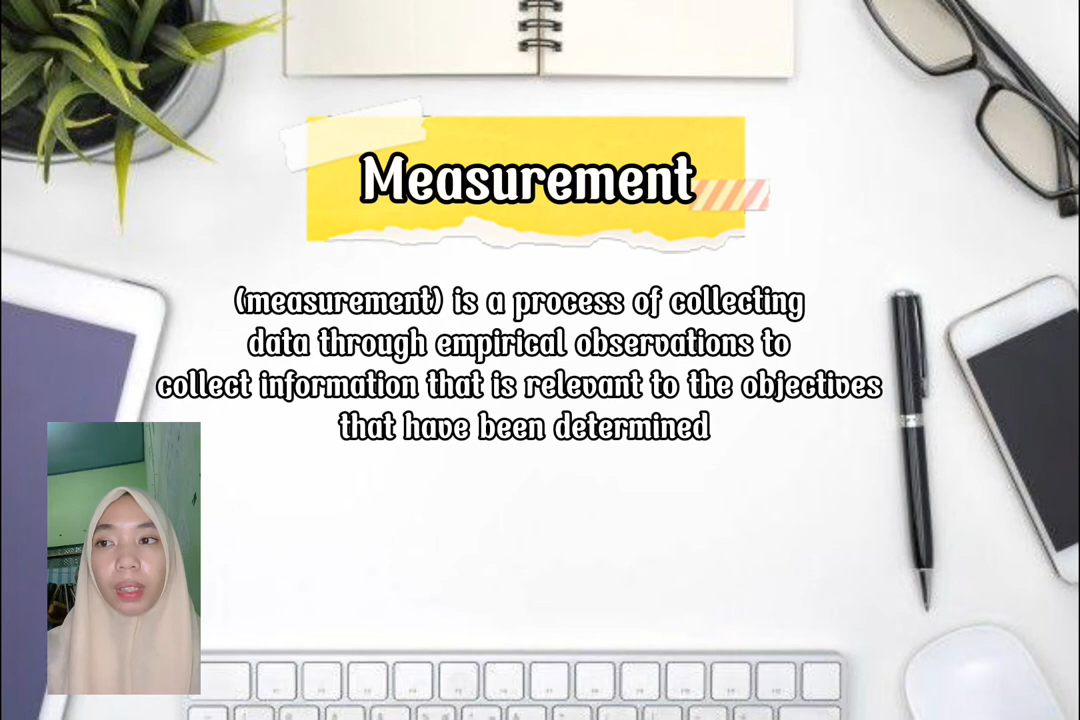 Measurement
(measurement) is a process of collecting
data through empirical observations to
collect information that is relevant to the objectives
that have been determined